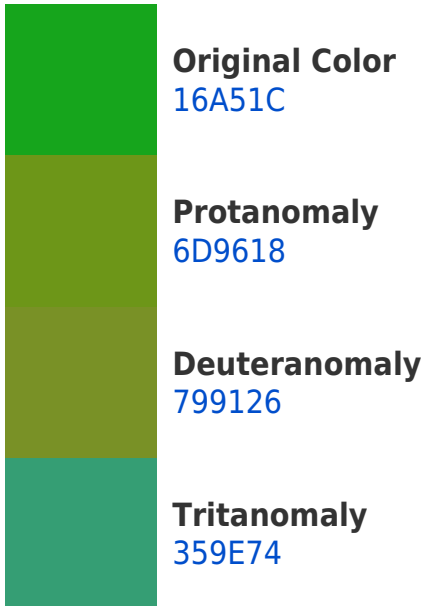 Original Color
16A51C
Protanomaly
6D9618
Deuteranomaly
799126
Tritanomaly
359E74